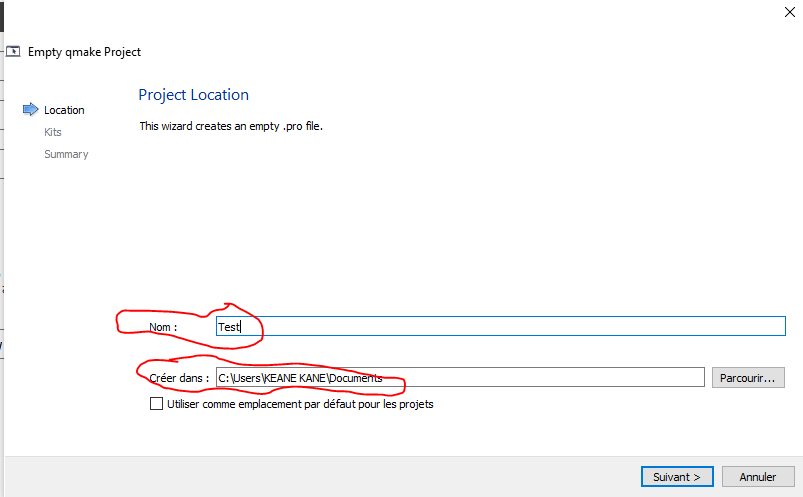 Empty qmake Project
Location
Kits
Summary
Project Location
This wizard creates an empty .pro file.
Nom :
Test
Créer dans :
C:\Users\KEANE KANE\Documents
Parcourir...
Utiliser comme emplacement par défaut pour les projets
Suivant >
Annuler